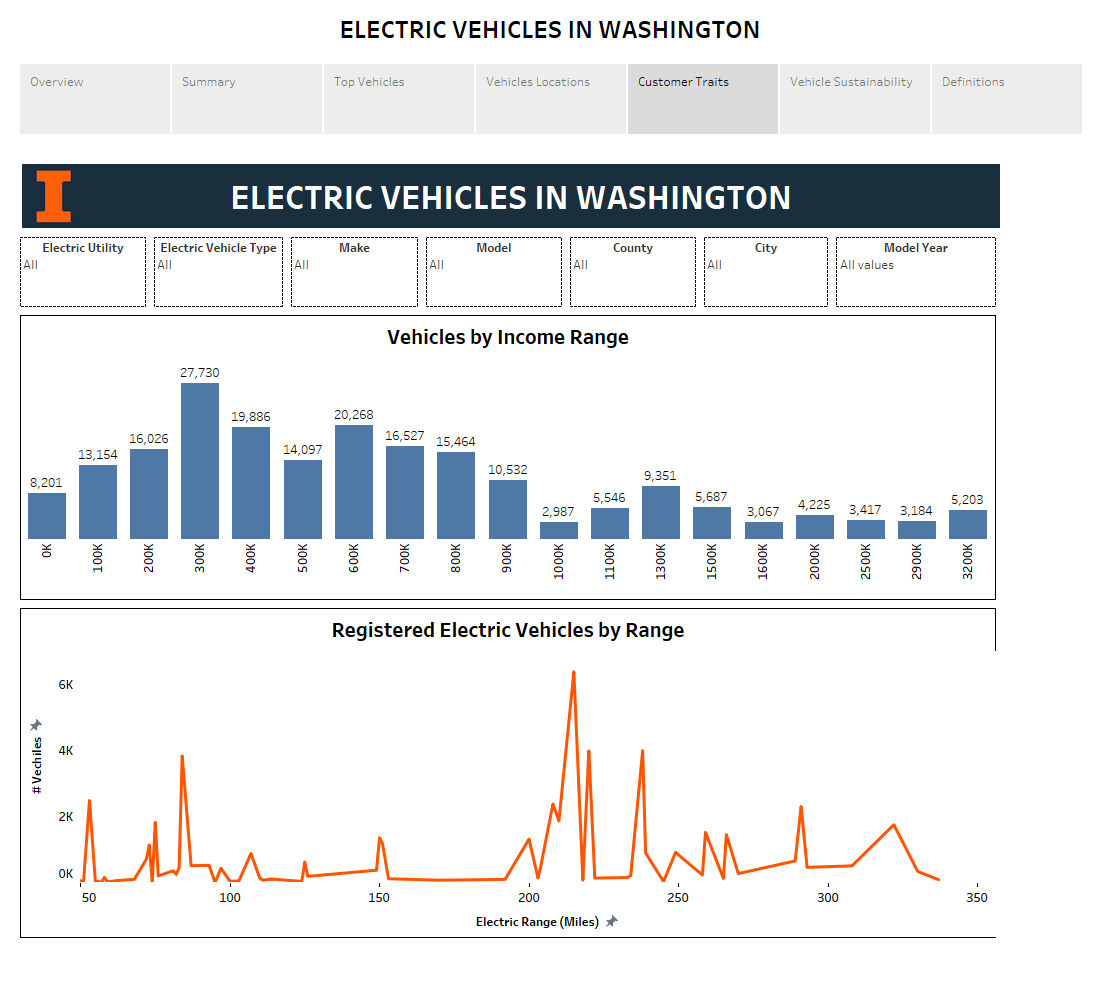 ELECTRIC VEHICLES IN WASHINGTON
Overview Summary Top Vehicles Vehicles Locations Customer Traits Vehicle Sustainability Definitions
I ELECTRIC VEHICLES IN WASHINGTON
Electric Utility Electric Vehicle Type Make Model County City Model Year
All All All All All All All values
Vehicles by Income Range
27,730
19,886 20,268
16,026 16,527 15,464
13,154 14,097
8,201 10,532 9,351
2,987 5,546 5,687 3,067 4,225 3,417 3,184 5,203
0K 100K 200K 300K 400K 500K 600K 700K 800K 900K 1000K 1100K 1300K 1500K 1600K 2000K 2500K 2900K 3200K
Registered Electric Vehicles by Range
6K
4K
2K
0K
# Vechiles
50 100 150 200 250 300 350
Electric Range (Miles)